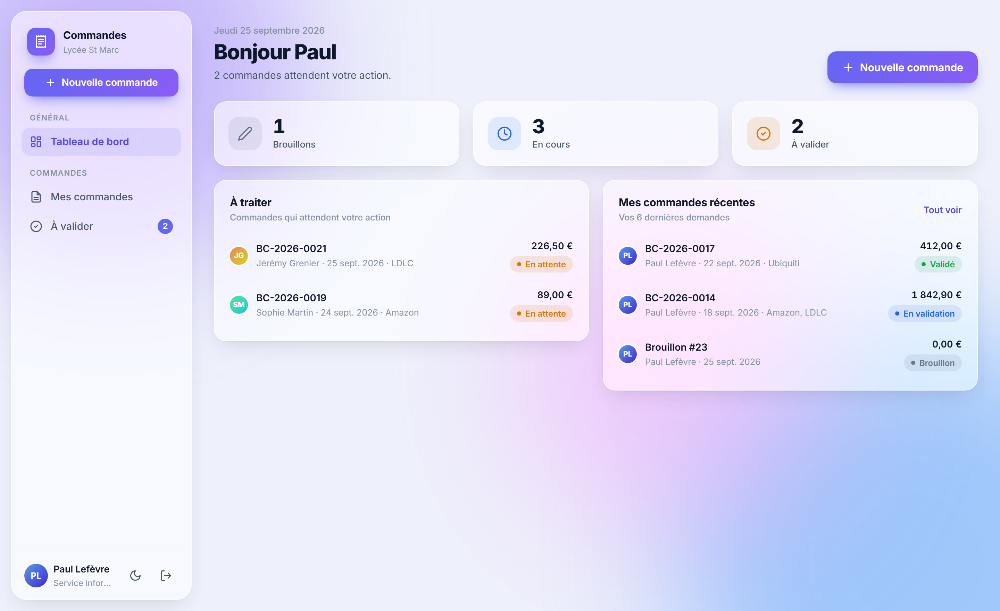 Commandes
Lycée St Marc
Nouvelle commande
GÉNÉRAL
Tableau de bord
COMMANDES
Mes commandes
À valider
2
PL
Paul Lefèvre
Service infor...
Jeudi 25 septembre 2026
Bonjour Paul
2 commandes attendent votre action.
Nouvelle commande
1
Brouillons
3
En cours
2
À valider
À traiter
Commandes qui attendent votre action
JG
BC-2026-0021
Jérémy Grenier · 25 sept. 2026 · LDLC
226,50 €
En attente
SM
BC-2026-0019
Sophie Martin · 24 sept. 2026 · Amazon
89,00 €
En attente
Mes commandes récentes
Vos 6 dernières demandes
Tout voir
PL
BC-2026-0017
Paul Lefèvre · 22 sept. 2026 · Ubiquiti
412,00 €
Validé
PL
BC-2026-0014
Paul Lefèvre · 18 sept. 2026 · Amazon, LDLC
1 842,90 €
En validation
PL
Brouillon #23
Paul Lefèvre · 25 sept. 2026
0,00 €
Brouillon